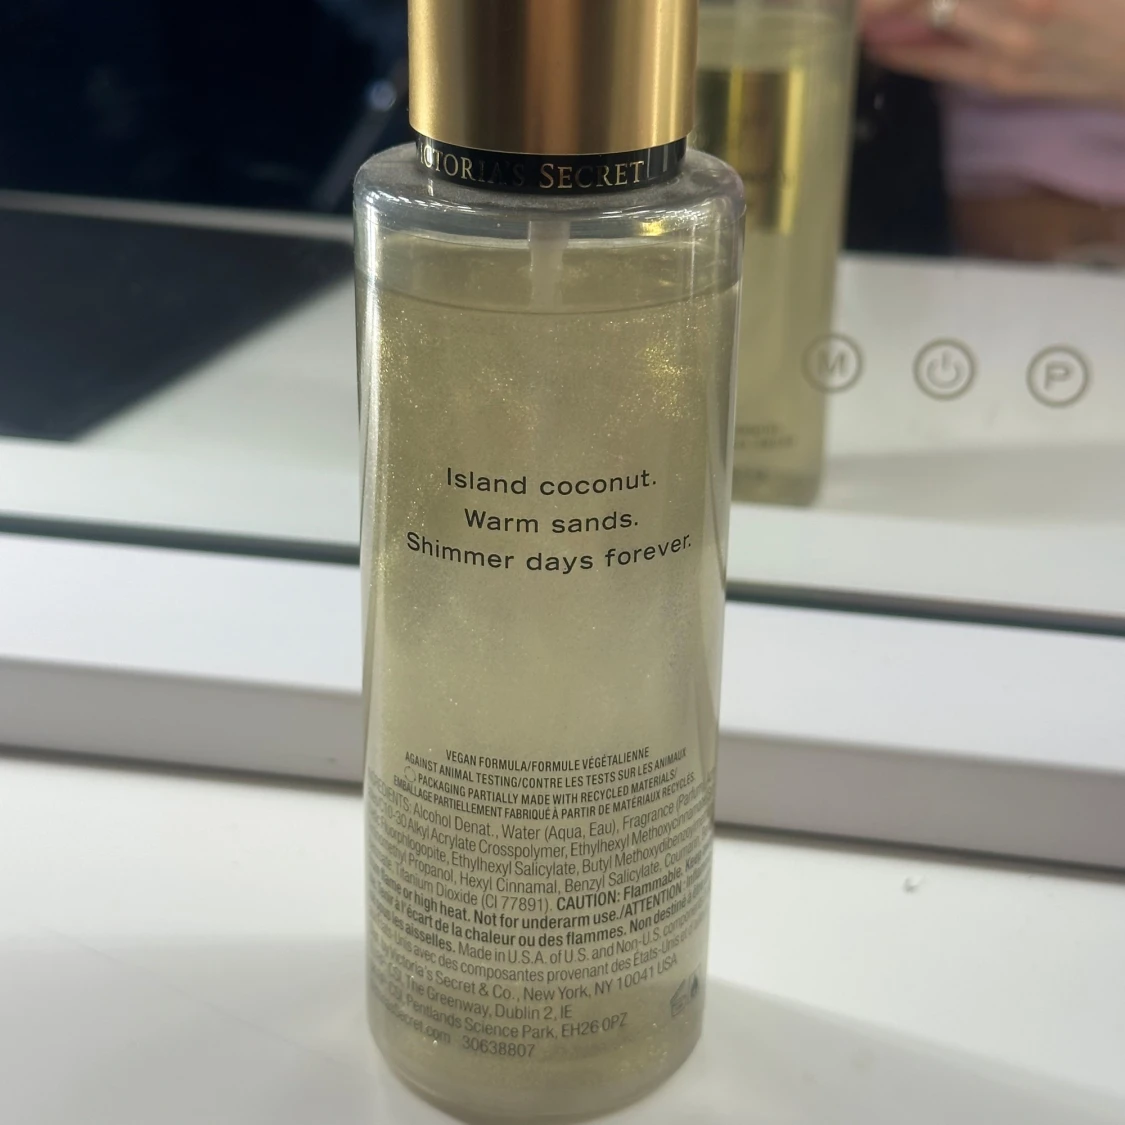 VICTORIA'S SECRET
M
P
Island coconut.
Warm sands.
Shimmer days forever.
VEGAN FORMULA/FORMULE VÉGÉTALIENNE
AGAINST ANIMAL TESTING/CONTRE LES TESTS SUR LES ANIMAUX
PACKAGING PARTIALLY MADE WITH RECYCLED MATERIALS/
EMBALLAGE PARTIELLEMENT FABRIQUÉ À PARTIR DE MATÉRIAUX RECYCLÉS.
INGREDIENTS: Alcohol Denat., Water (Aqua, Eau), Fragrance (Parfum),
C10-30 Alkyl Acrylate Crosspolymer, Ethylhexyl
Ethylhexyl Salicylate, Butyl
Propanol, Hexyl Cinnamal, Benzyl Salicylate,
Titanium Dioxide (CI 77891). CAUTION: Flammable.
flame or high heat. Not for underarm use./ATTENTION:
à l'écart de la chaleur ou des flammes. Non destiné à
les aisselles. Made in U.S.A. of U.S. and Non-U.S.
avec des composantes provenant des États-Unis
Victoria's Secret & Co., New York, NY 10041 USA
The Greenway, Dublin 2, IE
Pentlands Science Park, EH26 0PZ
30638807